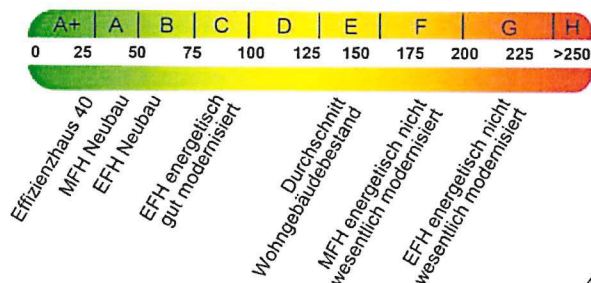 A+ A B C D E F G H
0 25 50 75 100 125 150 175 200 225 >250
Effizienzhaus 40
MFH Neubau
EFH Neubau
EFH energetisch
gut modernisiert
Durchschnitt
Wohngebäudebestand
MFH energetisch nicht
wesentlich modernisiert
EFH energetisch nicht
wesentlich modernisiert